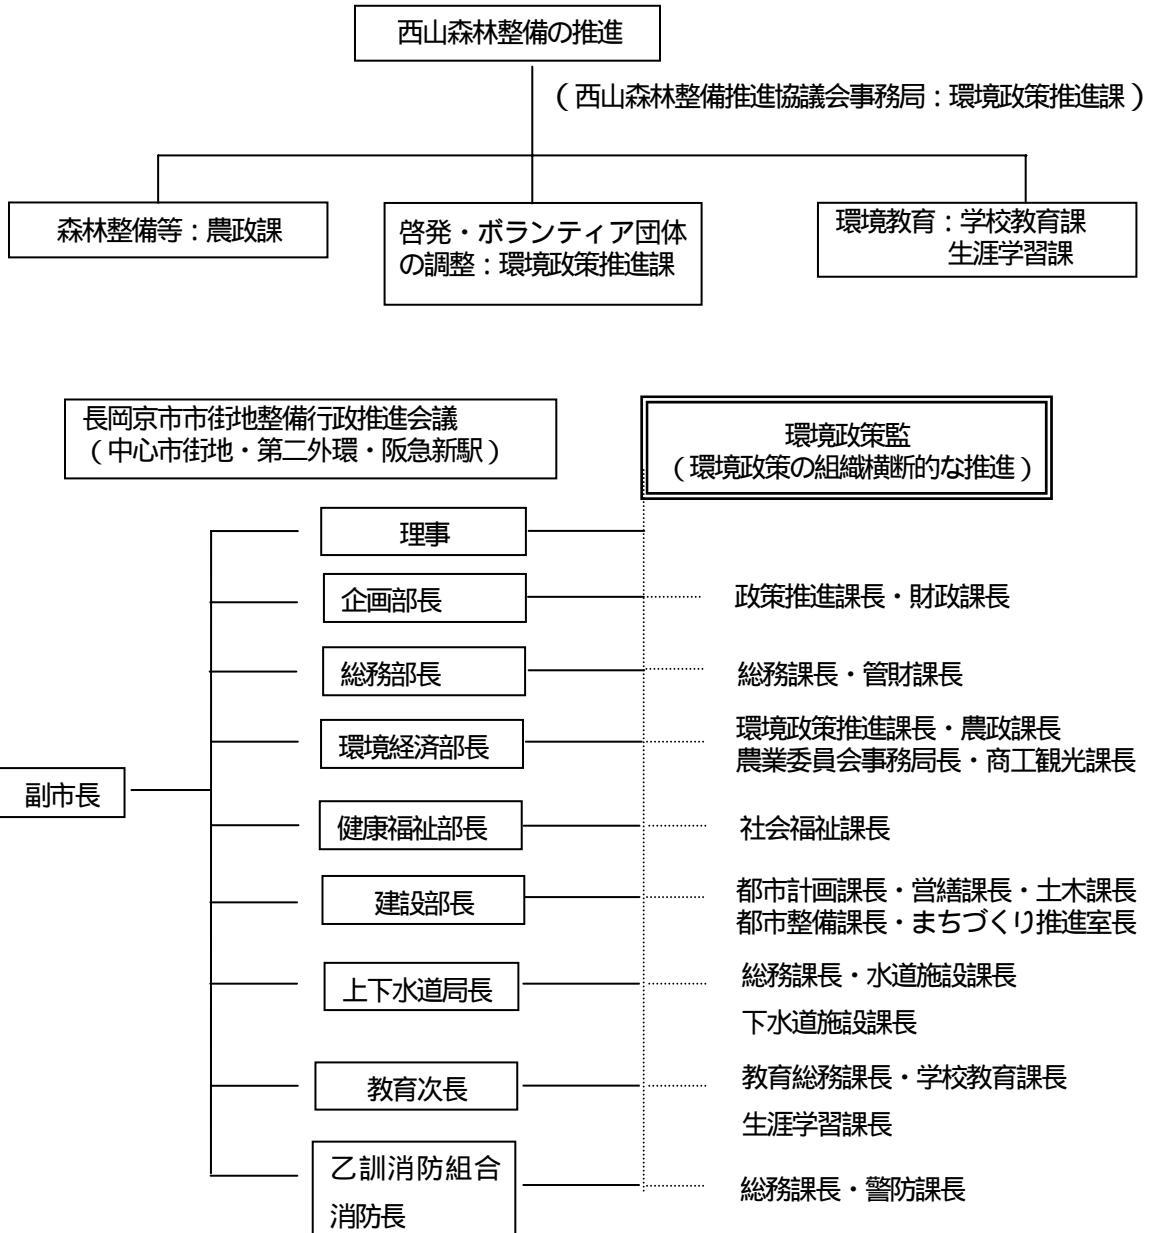 西山森林整備の推進
（西山森林整備推進協議会事務局：環境政策推進課）
森林整備等：農政課
啓発・ボランティア団体
の調整：環境政策推進課
環境教育：学校教育課
生涯学習課
長岡京市市街地整備行政推進会議
（中心市街地・第二外環・阪急新駅）
環境政策監
（環境政策の組織横断的な推進）
理事
企画部長
政策推進課長・財政課長
総務部長
総務課長・管財課長
環境経済部長
環境政策推進課長・農政課長
農業委員会事務局長・商工観光課長
副市長
健康福祉部長
社会福祉課長
建設部長
都市計画課長・営繕課長・土木課長
都市整備課長・まちづくり推進室長
上下水道局長
総務課長・水道施設課長
下水道施設課長
教育次長
教育総務課長・学校教育課長
生涯学習課長
乙訓消防組合
消防長
総務課長・警防課長